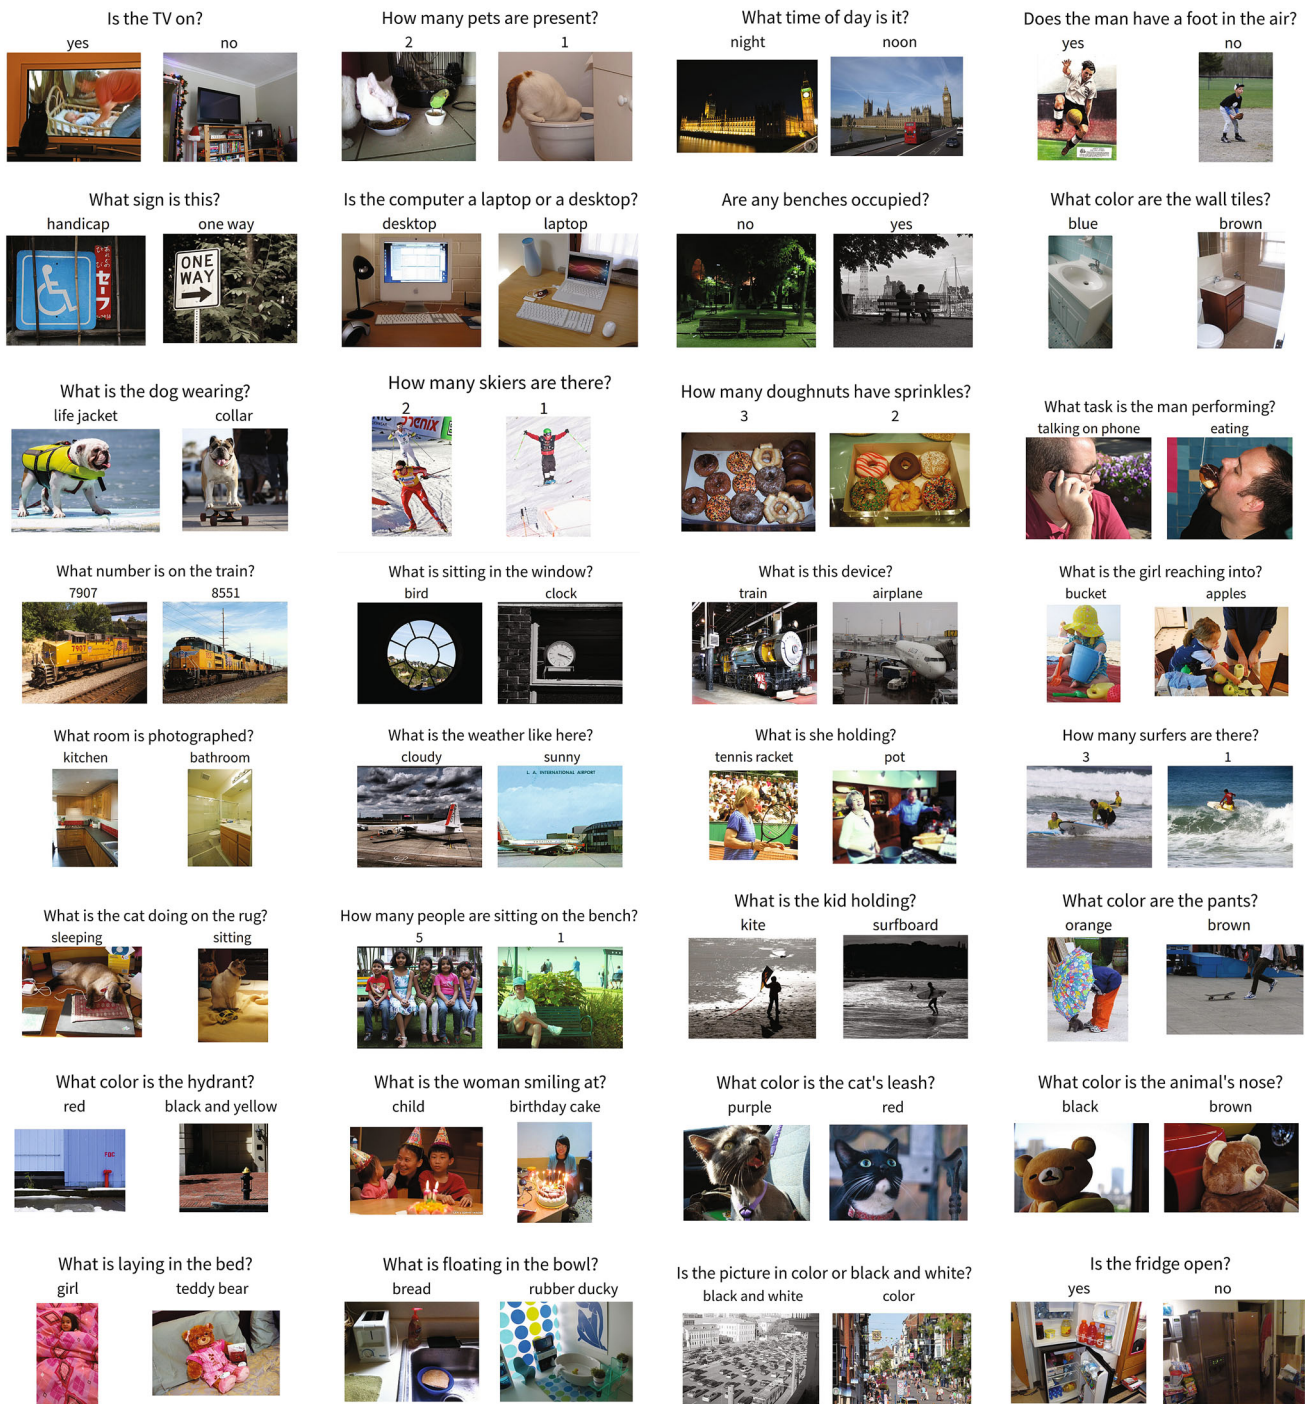 Is the TV on?
yes no
How many pets are present?
2 1
What time of day is it?
night noon
Does the man have a foot in the air?
yes no
What sign is this?
handicap one way
セーフ
ONE
WAY
Is the computer a laptop or a desktop?
desktop laptop
Are any benches occupied?
no yes
What color are the wall tiles?
blue brown
What is the dog wearing?
life jacket collar
How many skiers are there?
2 1
How many doughnuts have sprinkles?
3 2
What task is the man performing?
talking on phone eating
What number is on the train?
7907 8551
7907
What is sitting in the window?
bird clock
What is this device?
train airplane
What is the girl reaching into?
bucket apples
What room is photographed?
kitchen bathroom
What is the weather like here?
cloudy sunny
L. A. INTERNATIONAL AIRPORT
What is she holding?
tennis racket pot
How many surfers are there?
3 1
What is the cat doing on the rug?
sleeping sitting
How many people are sitting on the bench?
5 1
What is the kid holding?
kite surfboard
What color are the pants?
orange brown
What color is the hydrant?
red black and yellow
What is the woman smiling at?
child birthday cake
What color is the cat's leash?
purple red
What color is the animal's nose?
black brown
What is laying in the bed?
girl teddy bear
What is floating in the bowl?
bread rubber ducky
Is the picture in color or black and white?
black and white color
Is the fridge open?
yes no